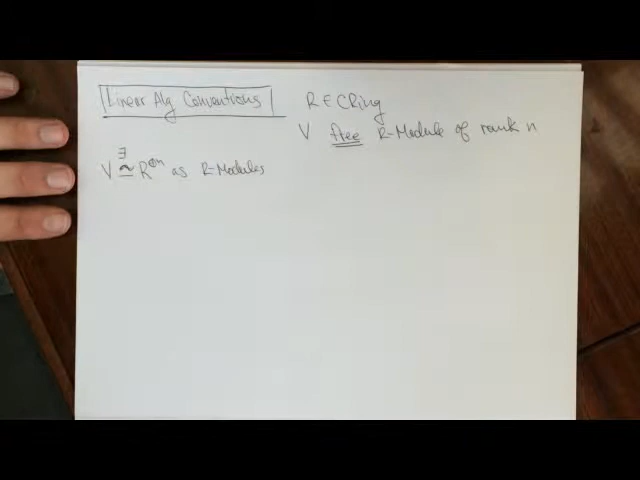 Linear Alg Conventions
R ∈ CRing
V free R-Module of rank n
∃
V ≅ R^⊕n as R-Modules